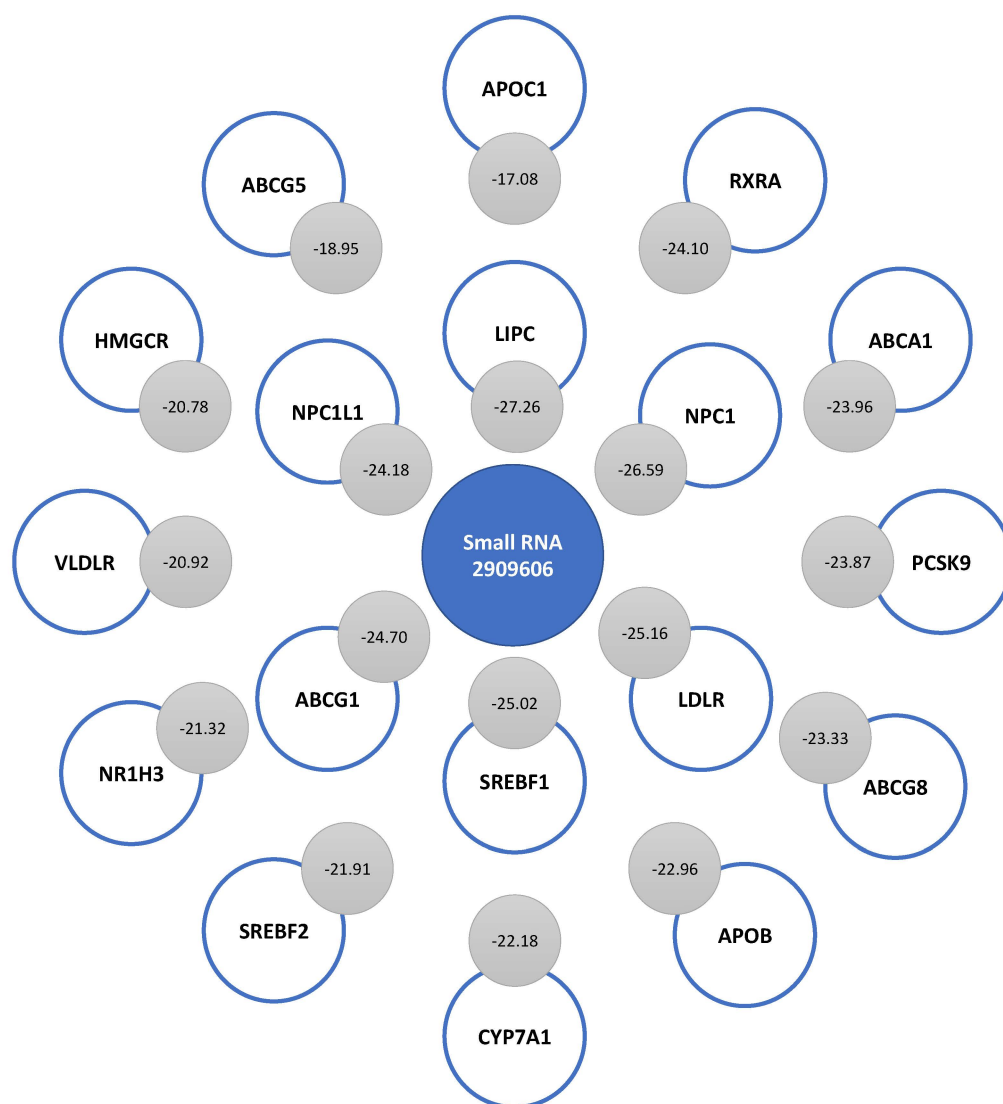 APOC1
-17.08
RXRA
-24.10
ABCG5
-18.95
LIPC
-27.26
HMGCR
-20.78
ABCA1
-23.96
NPC1L1
-24.18
NPC1
-26.59
Small RNA
2909606
VLDLR
-20.92
PCSK9
-23.87
ABCG1
-24.70
LDLR
-25.16
SREBF1
-25.02
NR1H3
-21.32
ABCG8
-23.33
SREBF2
-21.91
APOB
-22.96
CYP7A1
-22.18